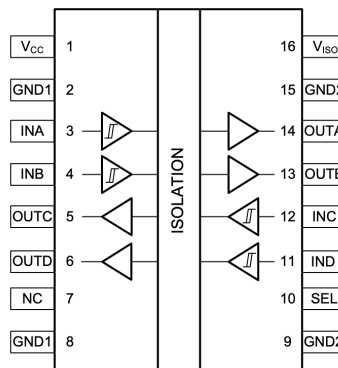 VCC 1 16 VISO
GND1 2 15 GND2
INA 3 14 OUTA
INB 4 13 OUTB
ISOLATION
OUTC 5 12 INC
OUTD 6 11 IND
NC 7 10 SEL
GND1 8 9 GND2